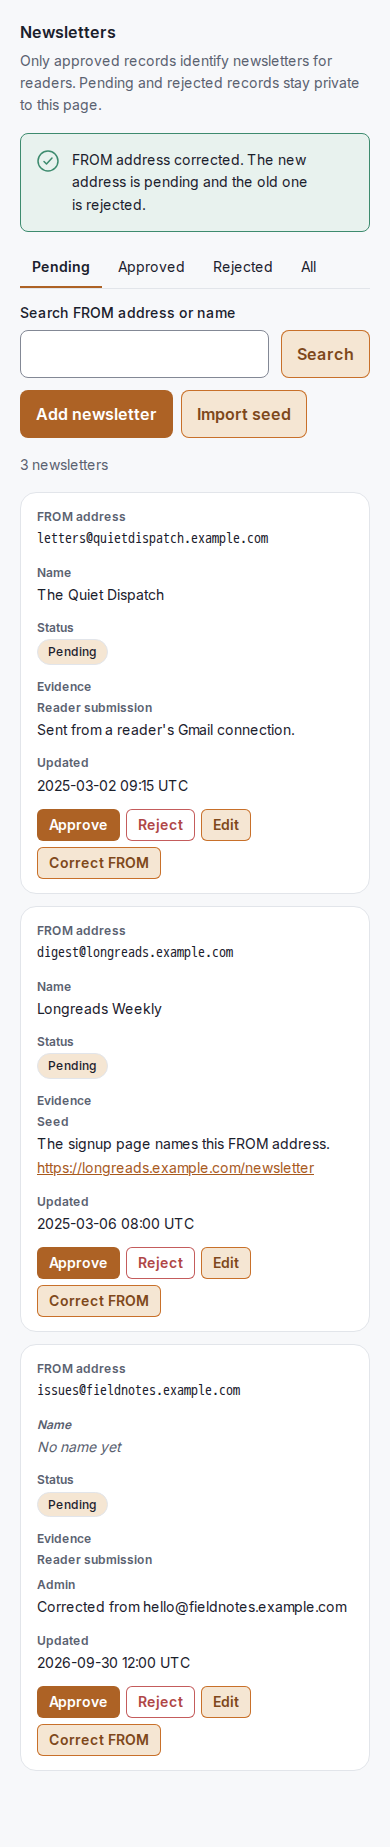 Newsletters
Only approved records identify newsletters for
readers. Pending and rejected records stay private
to this page.
FROM address corrected. The new
address is pending and the old one
is rejected.
Pending Approved Rejected All
Search FROM address or name
Search
Add newsletter Import seed
3 newsletters
FROM address
letters@quietdispatch.example.com
Name
The Quiet Dispatch
Status
Pending
Evidence
Reader submission
Sent from a reader's Gmail connection.
Updated
2025-03-02 09:15 UTC
Approve Reject Edit
Correct FROM
FROM address
digest@longreads.example.com
Name
Longreads Weekly
Status
Pending
Evidence
Seed
The signup page names this FROM address.
https://longreads.example.com/newsletter
Updated
2025-03-06 08:00 UTC
Approve Reject Edit
Correct FROM
FROM address
issues@fieldnotes.example.com
Name
No name yet
Status
Pending
Evidence
Reader submission
Admin
Corrected from hello@fieldnotes.example.com
Updated
2026-09-30 12:00 UTC
Approve Reject Edit
Correct FROM